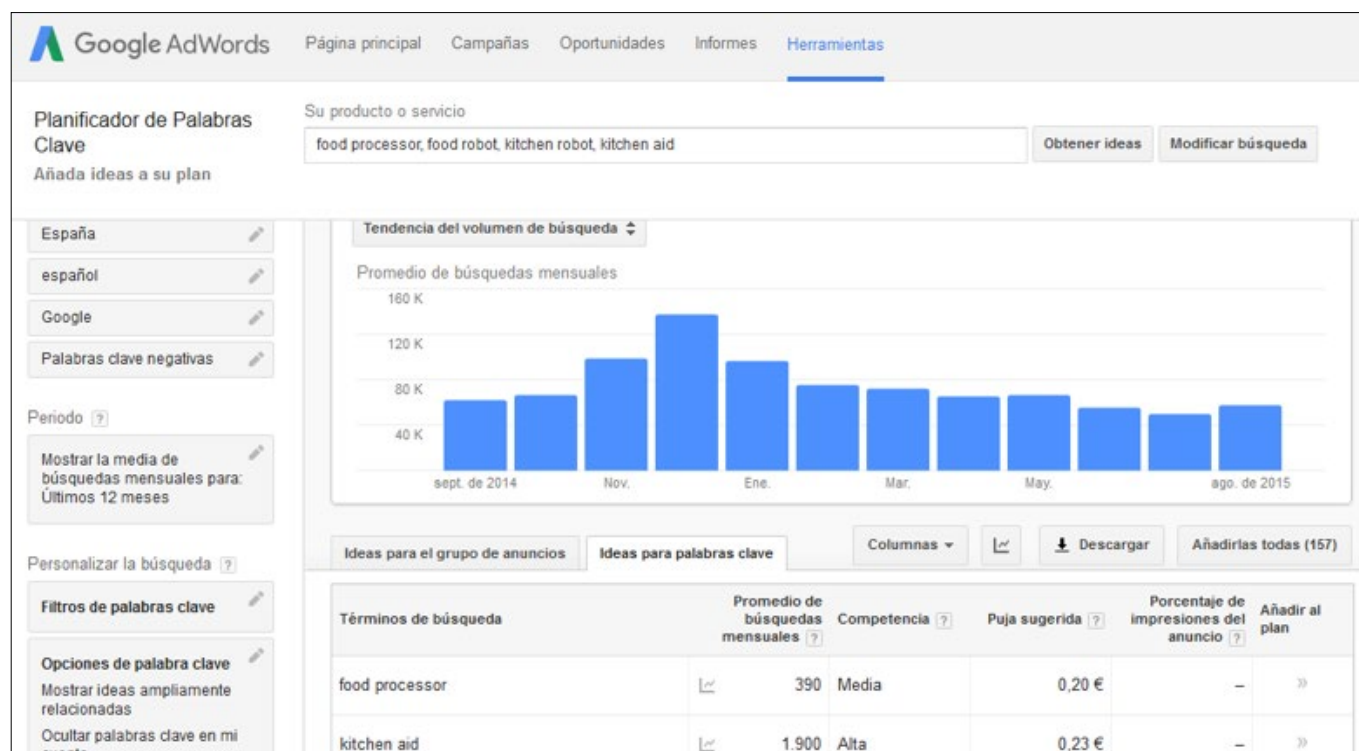 Google AdWords
Página principal Campañas Oportunidades Informes Herramientas
Planificador de Palabras
Clave
Añada ideas a su plan
Su producto o servicio
food processor, food robot, kitchen robot, kitchen aid
Obtener ideas
Modificar búsqueda
España
español
Google
Palabras clave negativas
Periodo ?
Mostrar la media de
búsquedas mensuales para:
Últimos 12 meses
Personalizar la búsqueda ?
Filtros de palabras clave
Opciones de palabra clave
Mostrar ideas ampliamente
relacionadas
Ocultar palabras clave en mi
Tendencia del volumen de búsqueda
Promedio de búsquedas mensuales
160 K
120 K
80 K
40 K
sept. de 2014 Nov. Ene. Mar. May. ago. de 2015
Ideas para el grupo de anuncios
Ideas para palabras clave
Columnas
Descargar
Añadirlas todas (157)
Términos de búsqueda
Promedio de
búsquedas
mensuales ?
Competencia ?
Puja sugerida ?
Porcentaje de
impresiones del
anuncio ?
Añadir al
plan
food processor 390 Media 0,20 € – »
kitchen aid 1.900 Alta 0,23 € – »